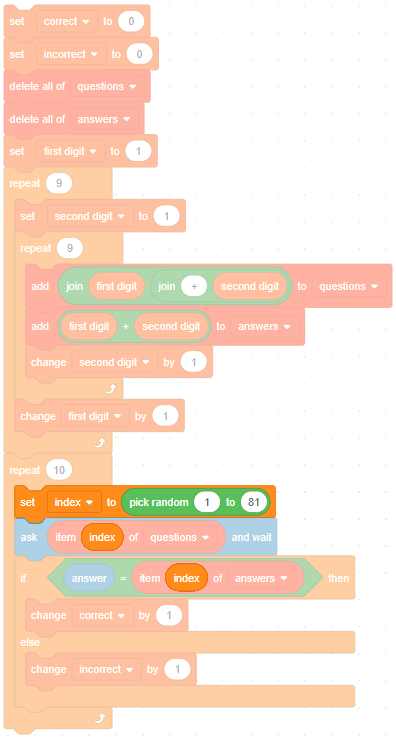 set correct to 0
set incorrect to 0
delete all of questions
delete all of answers
set first digit to 1
repeat 9
set second digit to 1
repeat 9
add join first digit join + second digit to questions
add first digit + second digit to answers
change second digit by 1
change first digit by 1
repeat 10
set index to pick random 1 to 81
ask item index of questions and wait
if answer = item index of answers then
change correct by 1
else
change incorrect by 1